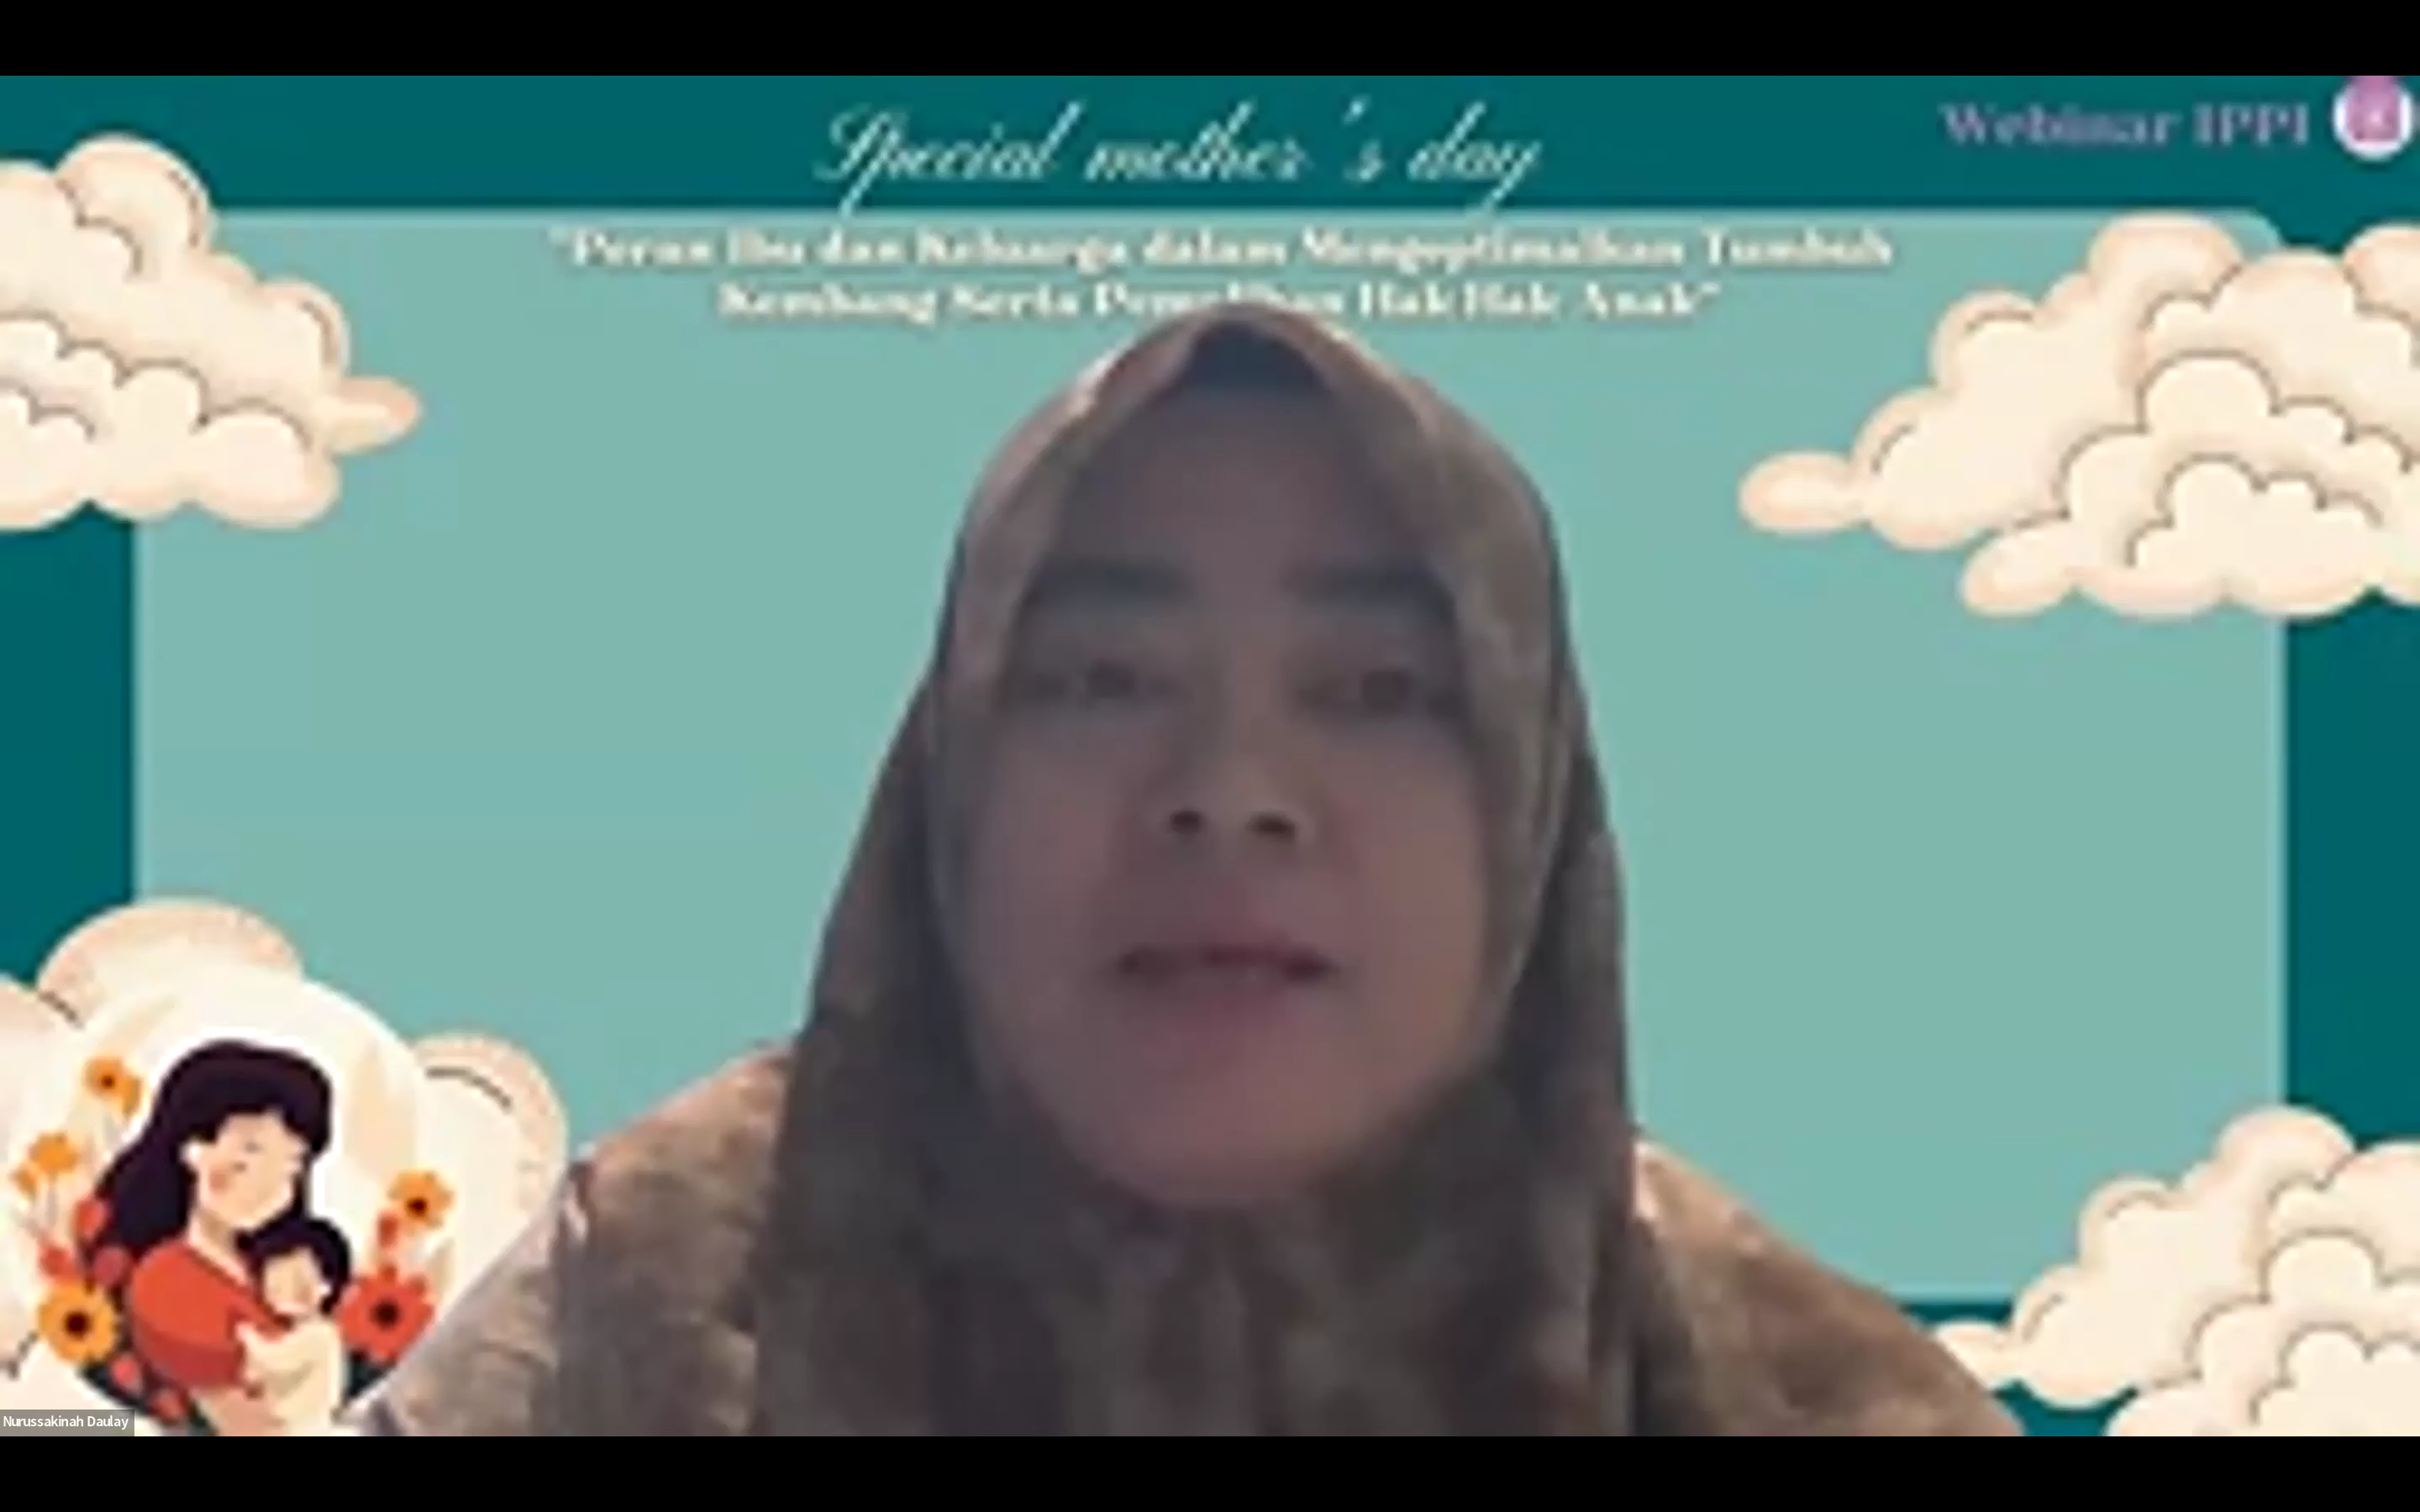 Special mother's day
Webinar IPPI
"Peran Ibu dan Keluarga dalam Mengoptimalkan Tumbuh
Kembang Serta Hak Hak Anak"
Nurussakinah Daulay